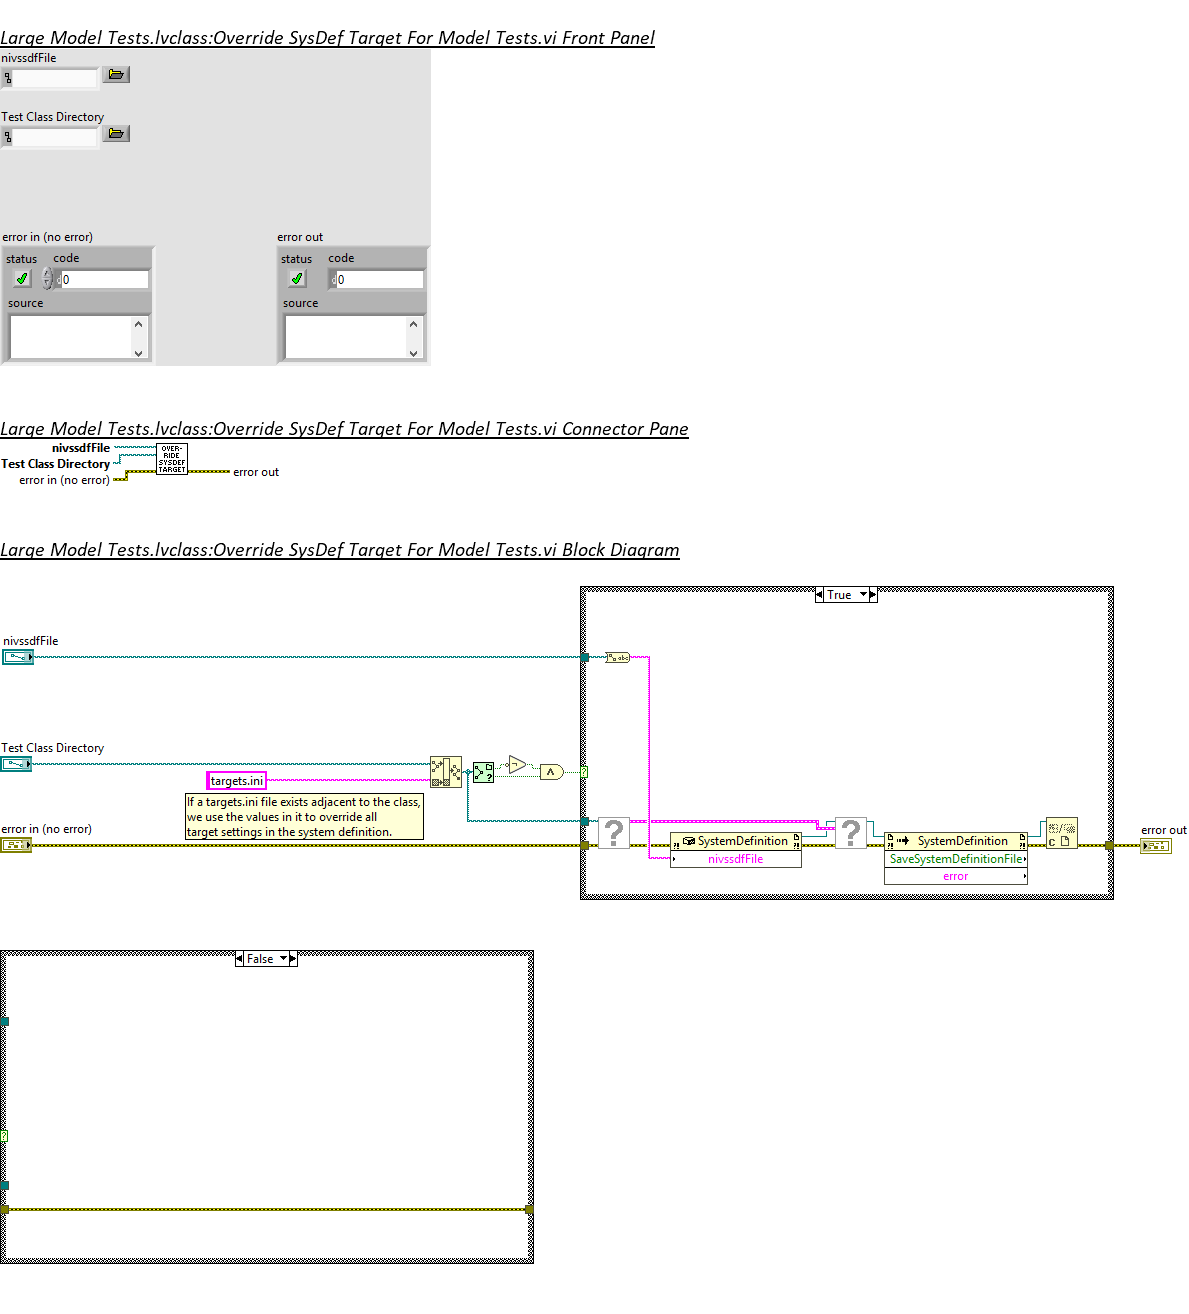 Large Model Tests.lvclass:Override SysDef Target For Model Tests.vi Front Panel
nivssdfFile
Test Class Directory
error in (no error)
error out
status code
0
source
status code
0
source
Large Model Tests.lvclass:Override SysDef Target For Model Tests.vi Connector Pane
nivssdfFile
Test Class Directory
error in (no error)
OVER-
RIDE
SYSDEF
TARGET
error out
Large Model Tests.lvclass:Override SysDef Target For Model Tests.vi Block Diagram
True
nivssdfFile
abc
Test Class Directory
targets.ini
If a targets.ini file exists adjacent to the class,
we use the values in it to override all
target settings in the system definition.
error in (no error)
?
SystemDefinition
nivssdfFile
?
SystemDefinition
SaveSystemDefinitionFile
error
C
error out
False